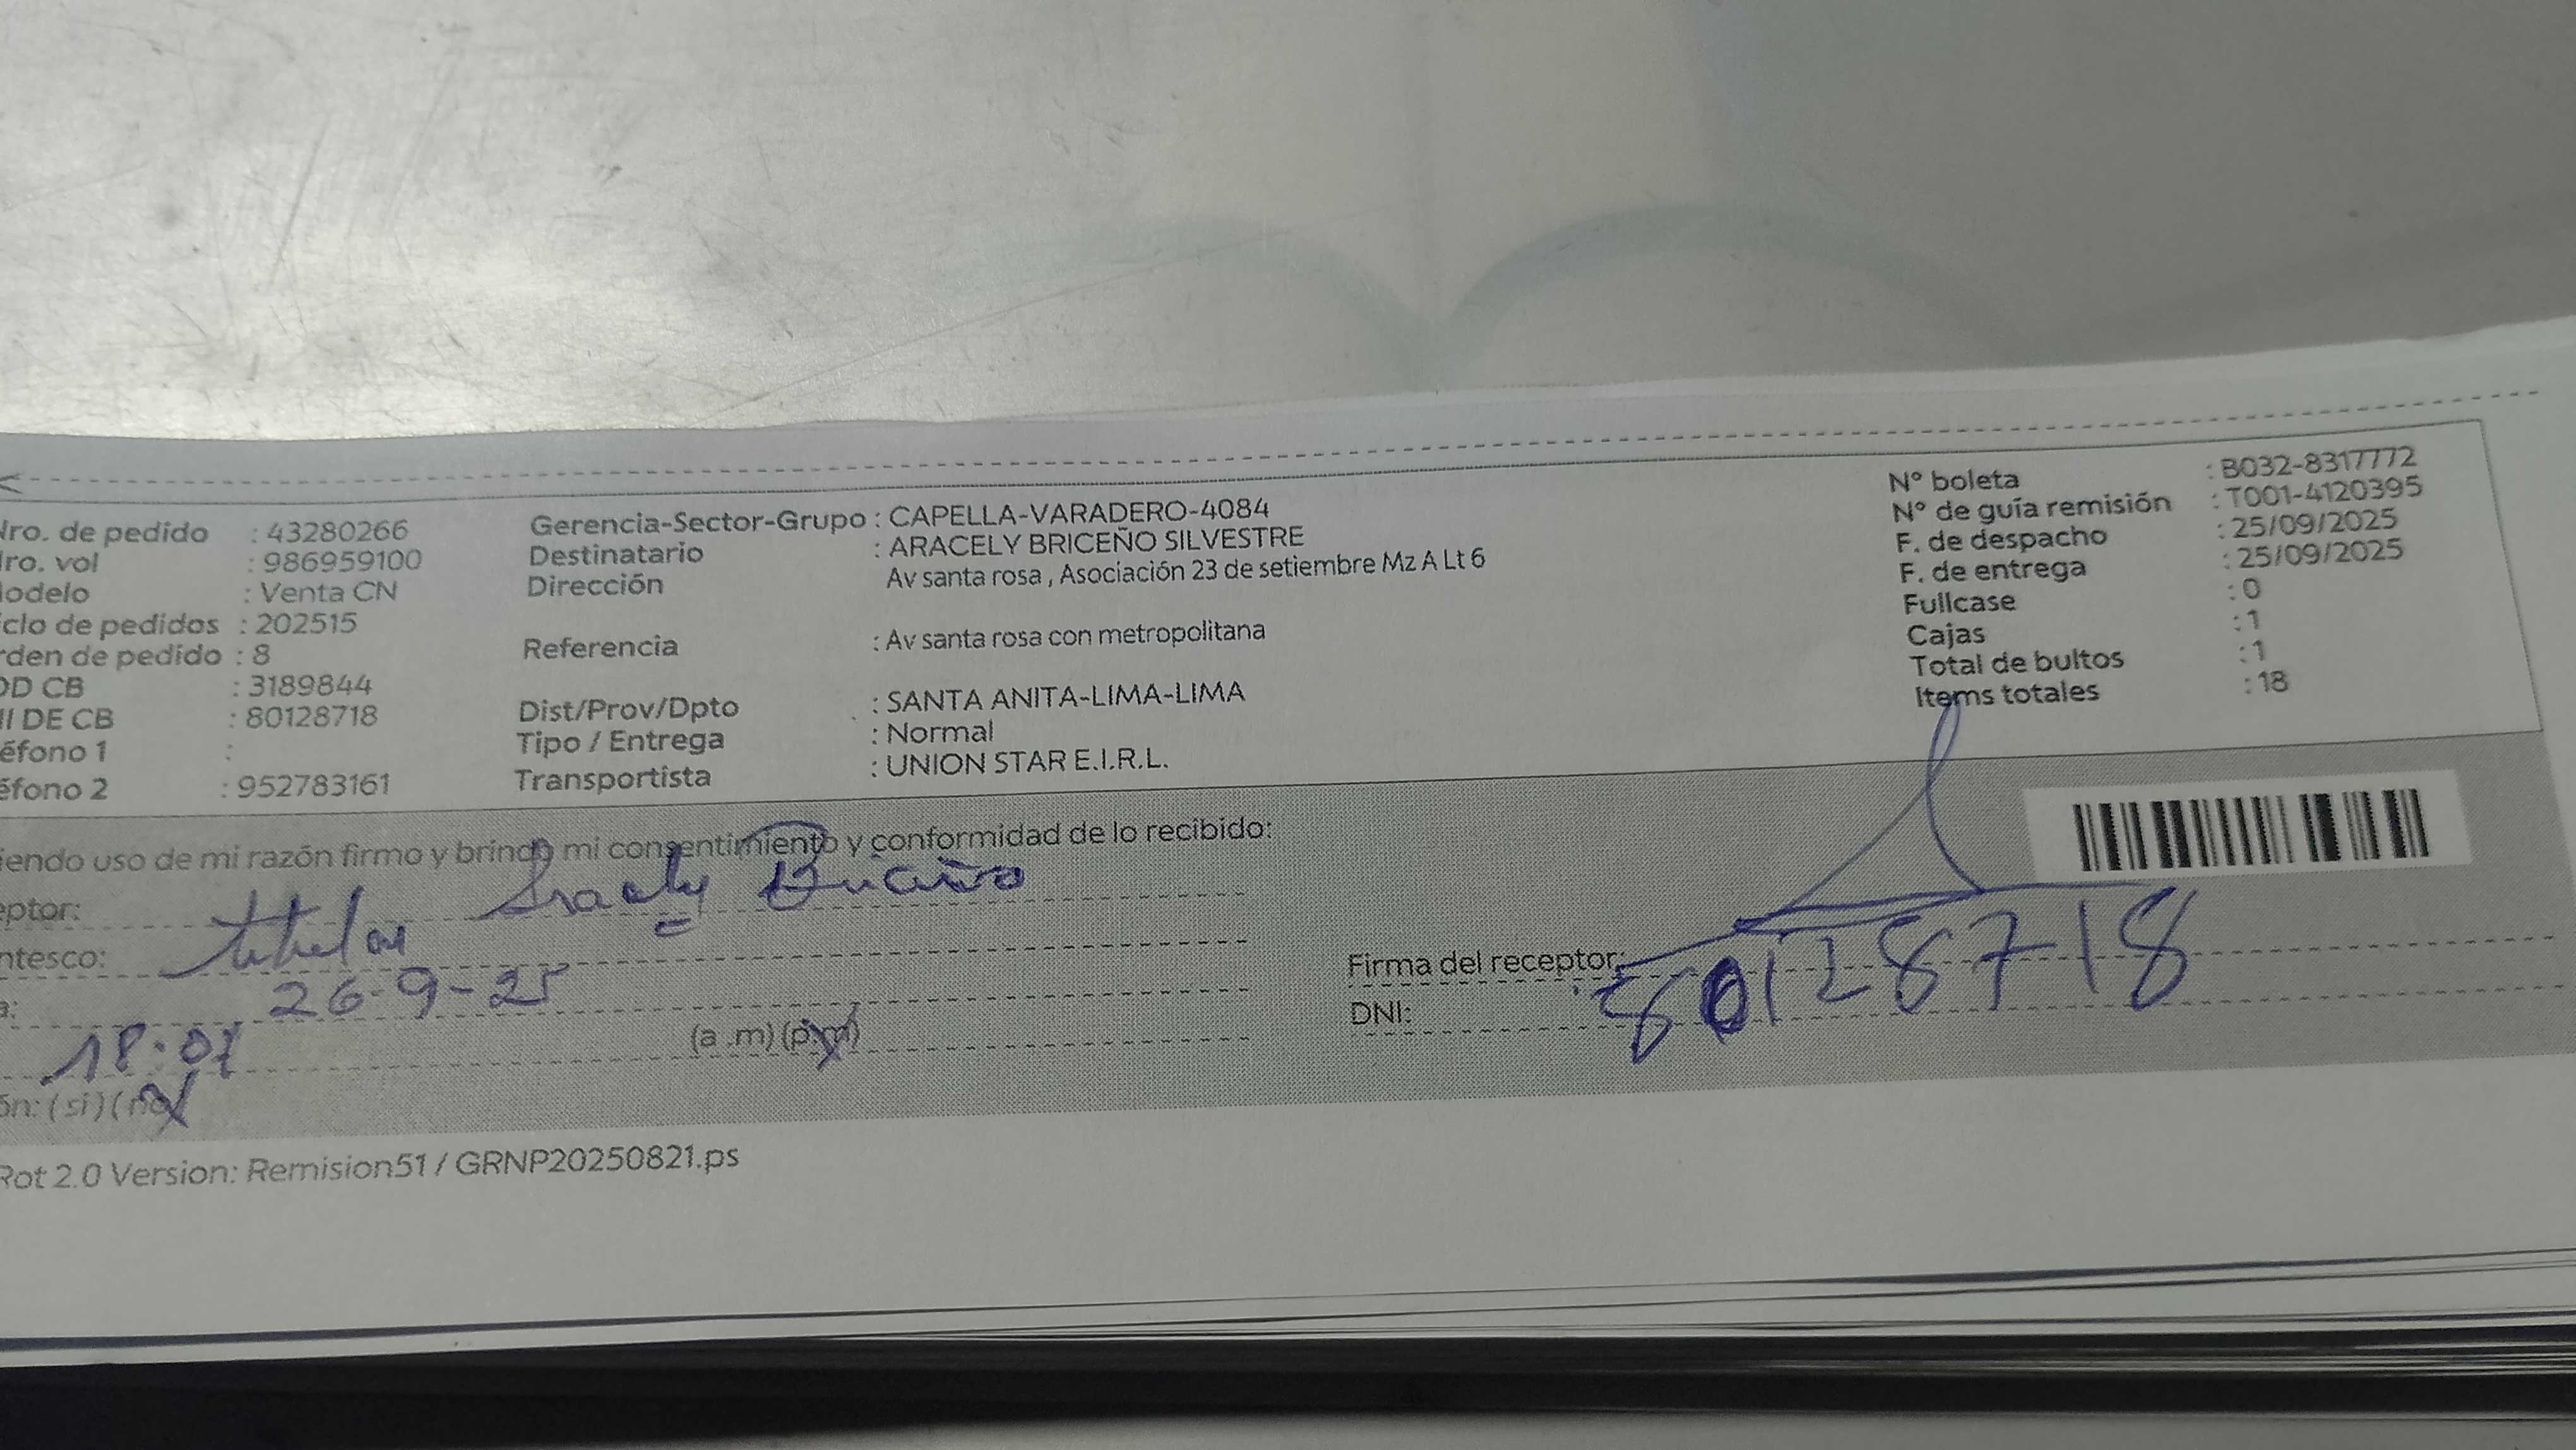 Nro. de pedido : 43280266
Nro. vol : 986959100
odelo : Venta CN
clo de pedidos : 202515
rden de pedido : 8
OD CB : 3189844
II DE CB : 80128718
éfono 1 :
éfono 2 : 952783161
Gerencia-Sector-Grupo : CAPELLA-VARADERO-4084
Destinatario : ARACELY BRICEÑO SILVESTRE
Dirección Av santa rosa , Asociación 23 de setiembre Mz A Lt 6
Referencia : Av santa rosa con metropolitana
Dist/Prov/Dpto : SANTA ANITA-LIMA-LIMA
Tipo / Entrega : Normal
Transportista : UNION STAR E.I.R.L.
N° boleta : B032-8317772
N° de guía remisión : T001-4120395
F. de despacho : 25/09/2025
F. de entrega : 25/09/2025
Fullcase : 0
Cajas : 1
Total de bultos : 1
Items totales : 18
iendo uso de mi razón firmo y brindo mi consentimiento y conformidad de lo recibido:
eptor: Aracely Briceño
ntesco: titular
a: 26-9-25
18:07 (a .m) (p.m)
ón: (si) (no)
Firma del receptor:
DNI: 80128718
Rot 2.0 Version: Remision51 / GRNP20250821.ps